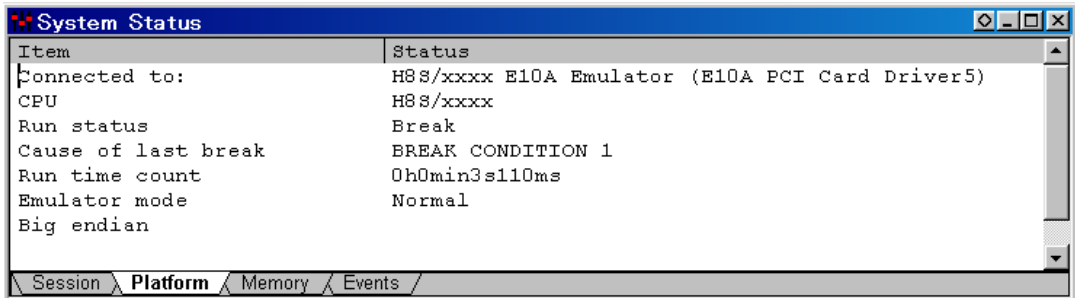 System Status
Item Status
Connected to: H8S/xxxx E10A Emulator (E10A PCI Card Driver5)
CPU H8S/xxxx
Run status Break
Cause of last break BREAK CONDITION 1
Run time count 0h0min3s110ms
Emulator mode Normal
Big endian
Session Platform Memory Events